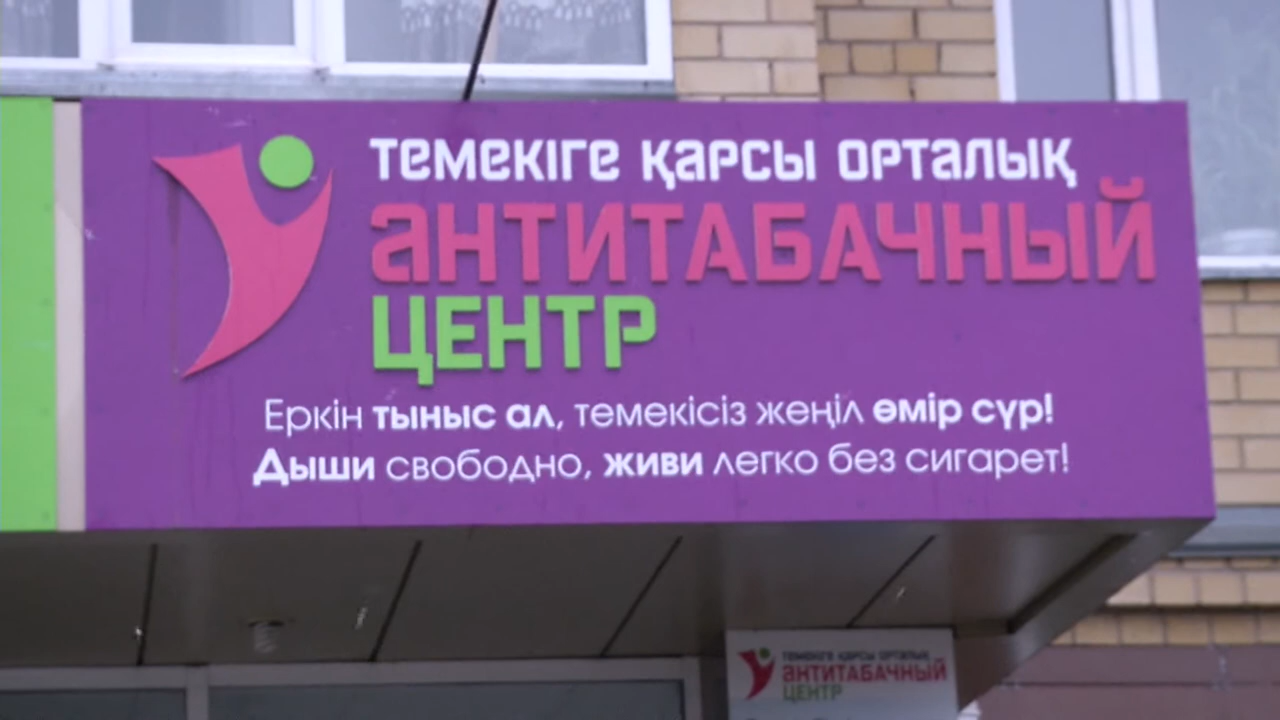 темекіге қарсы орталық
антитабачный
центр
Еркін тыныс ал, темекісіз жеңіл өмір сүр!
Дыши свободно, живи легко без сигарет!
темекіге қарсы орталық
антитабачный
центр